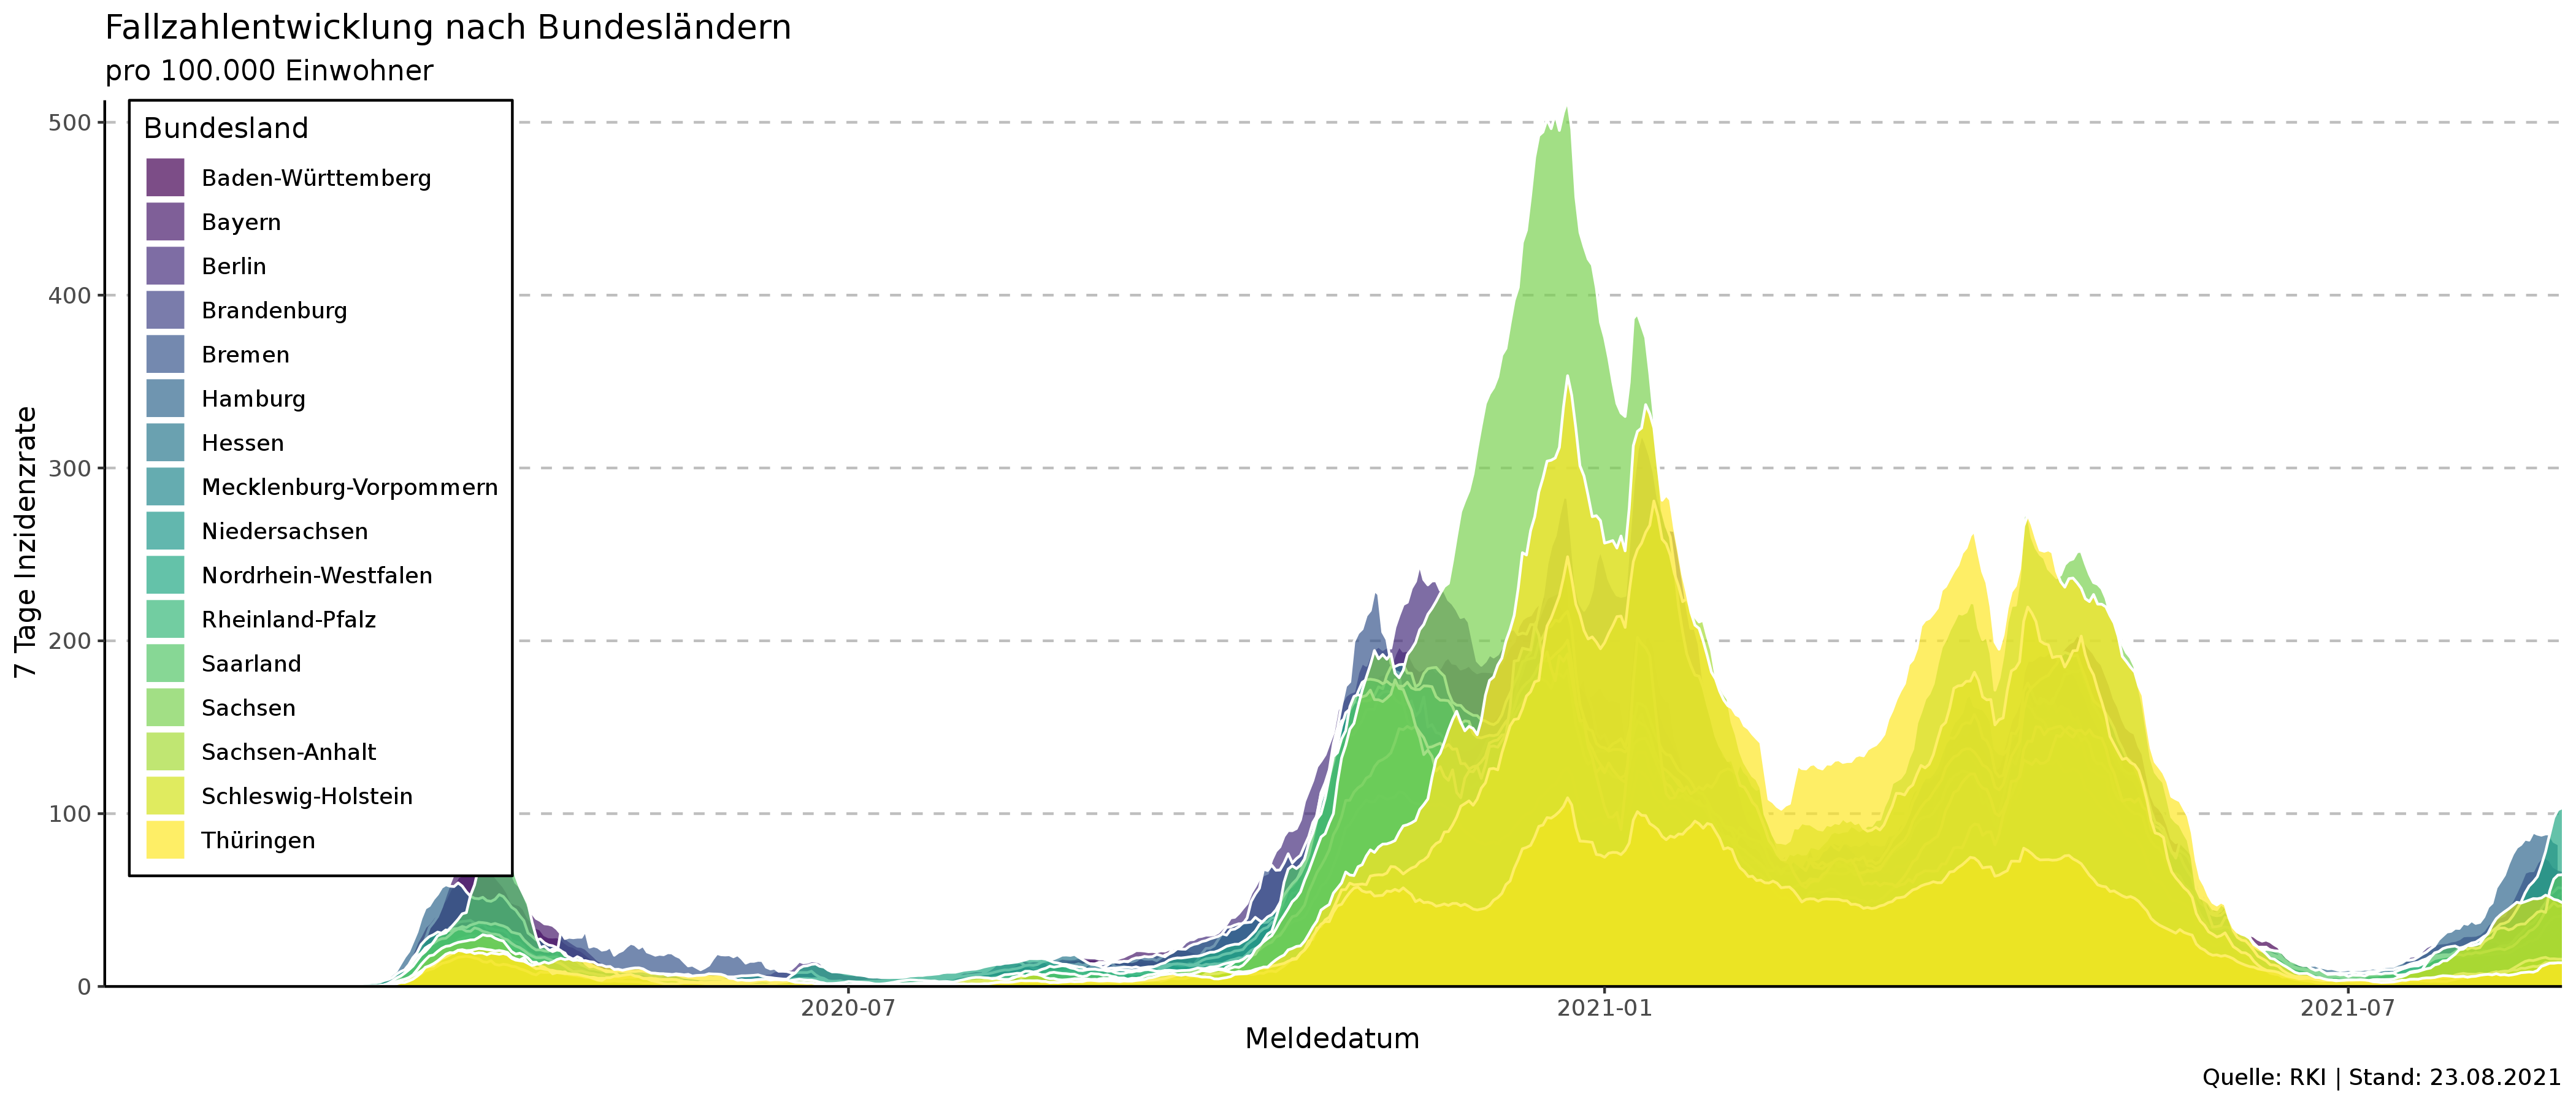 Fallzahlentwicklung nach Bundesländern
pro 100.000 Einwohner
Bundesland
Baden-Württemberg
Bayern
Berlin
Brandenburg
Bremen
Hamburg
Hessen
Mecklenburg-Vorpommern
Niedersachsen
Nordrhein-Westfalen
Rheinland-Pfalz
Saarland
Sachsen
Sachsen-Anhalt
Schleswig-Holstein
Thüringen
7 Tage Inzidenzrate
500
400
300
200
100
0
2020-07
2021-01
2021-07
Meldedatum
Quelle: RKI | Stand: 23.08.2021